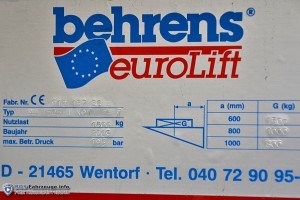 behrens®
euroLift
Fabr. Nr. CE
Typ
Nutzlast kg
Baujahr
max. Betr. Druck bar
a
G
a (mm) G (kg)
600
800
1000
D - 21465 Wentorf - Tel. 040 72 90 95-